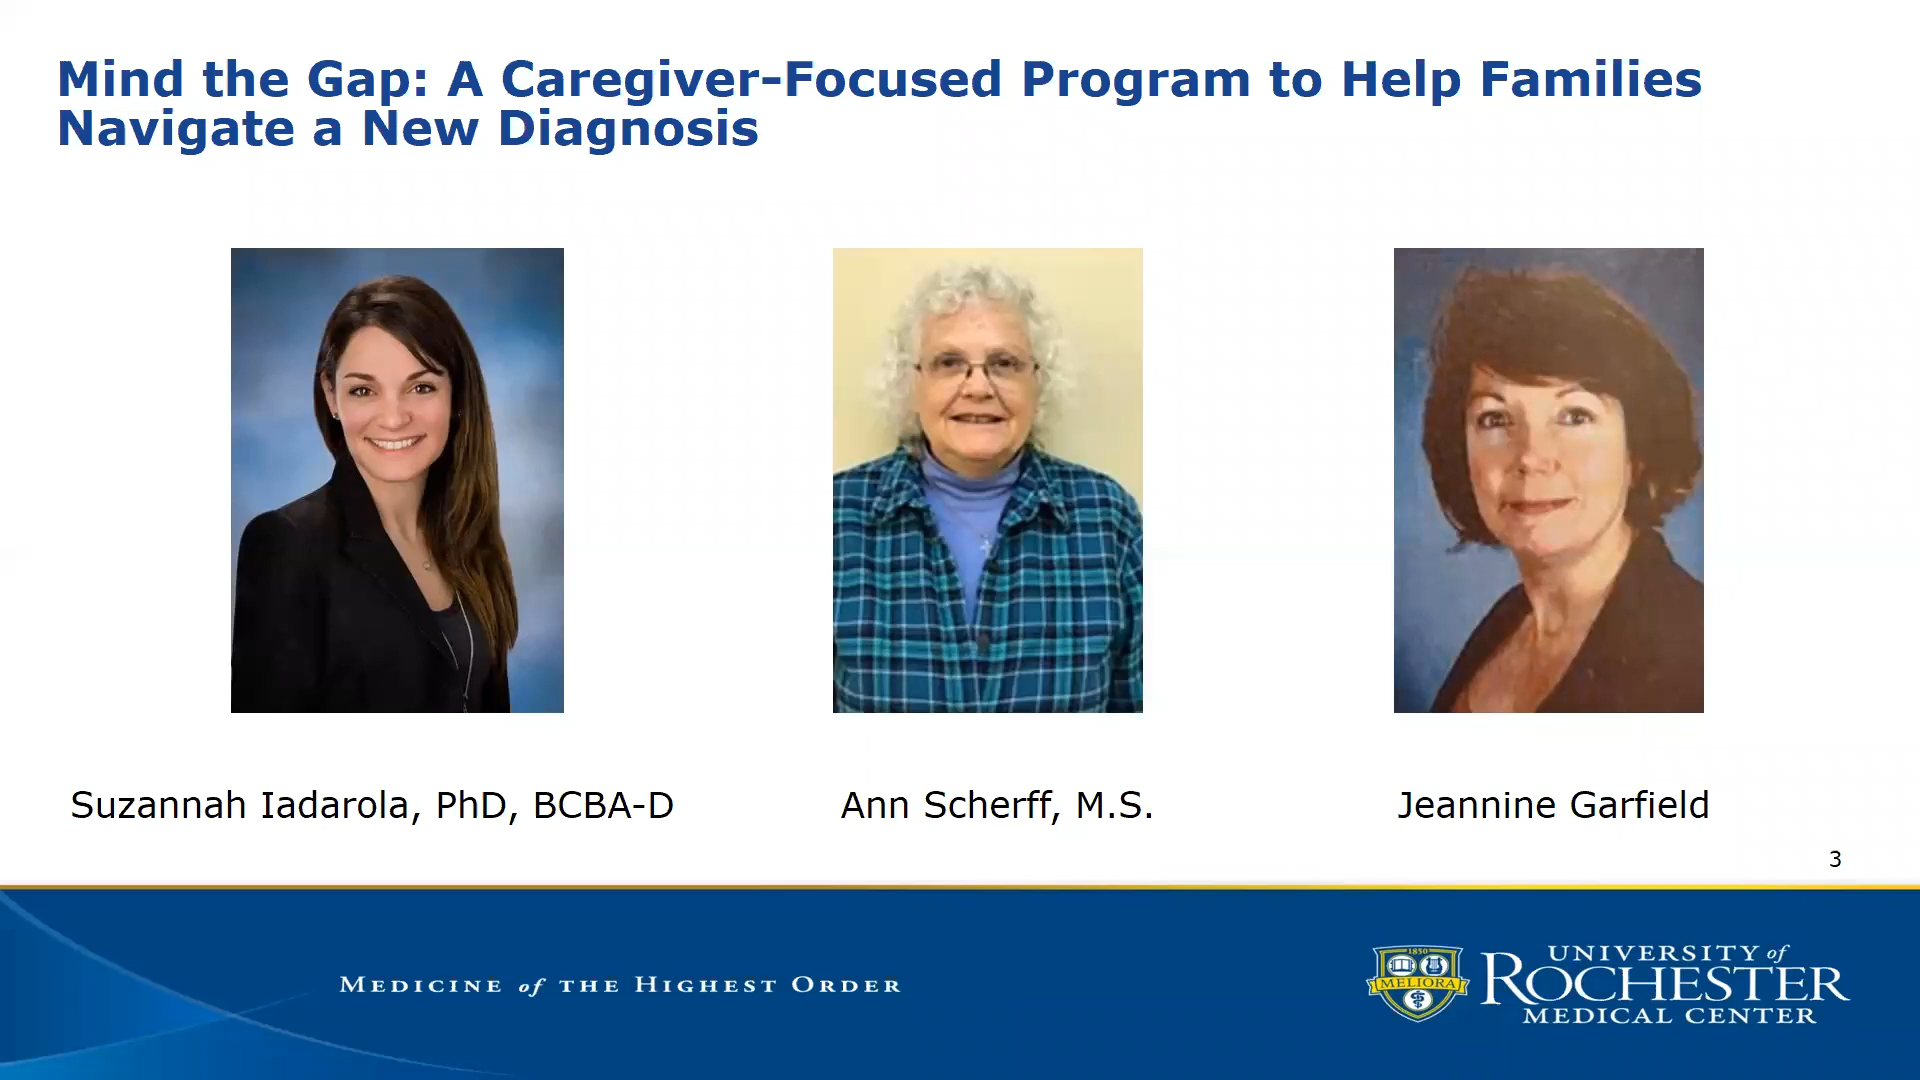 Mind the Gap: A Caregiver-Focused Program to Help Families
Navigate a New Diagnosis
Suzannah Iadarola, PhD, BCBA-D
Ann Scherff, M.S.
Jeannine Garfield
3
MEDICINE of THE HIGHEST ORDER
1850
MELIORA
UNIVERSITY of
ROCHESTER
MEDICAL CENTER